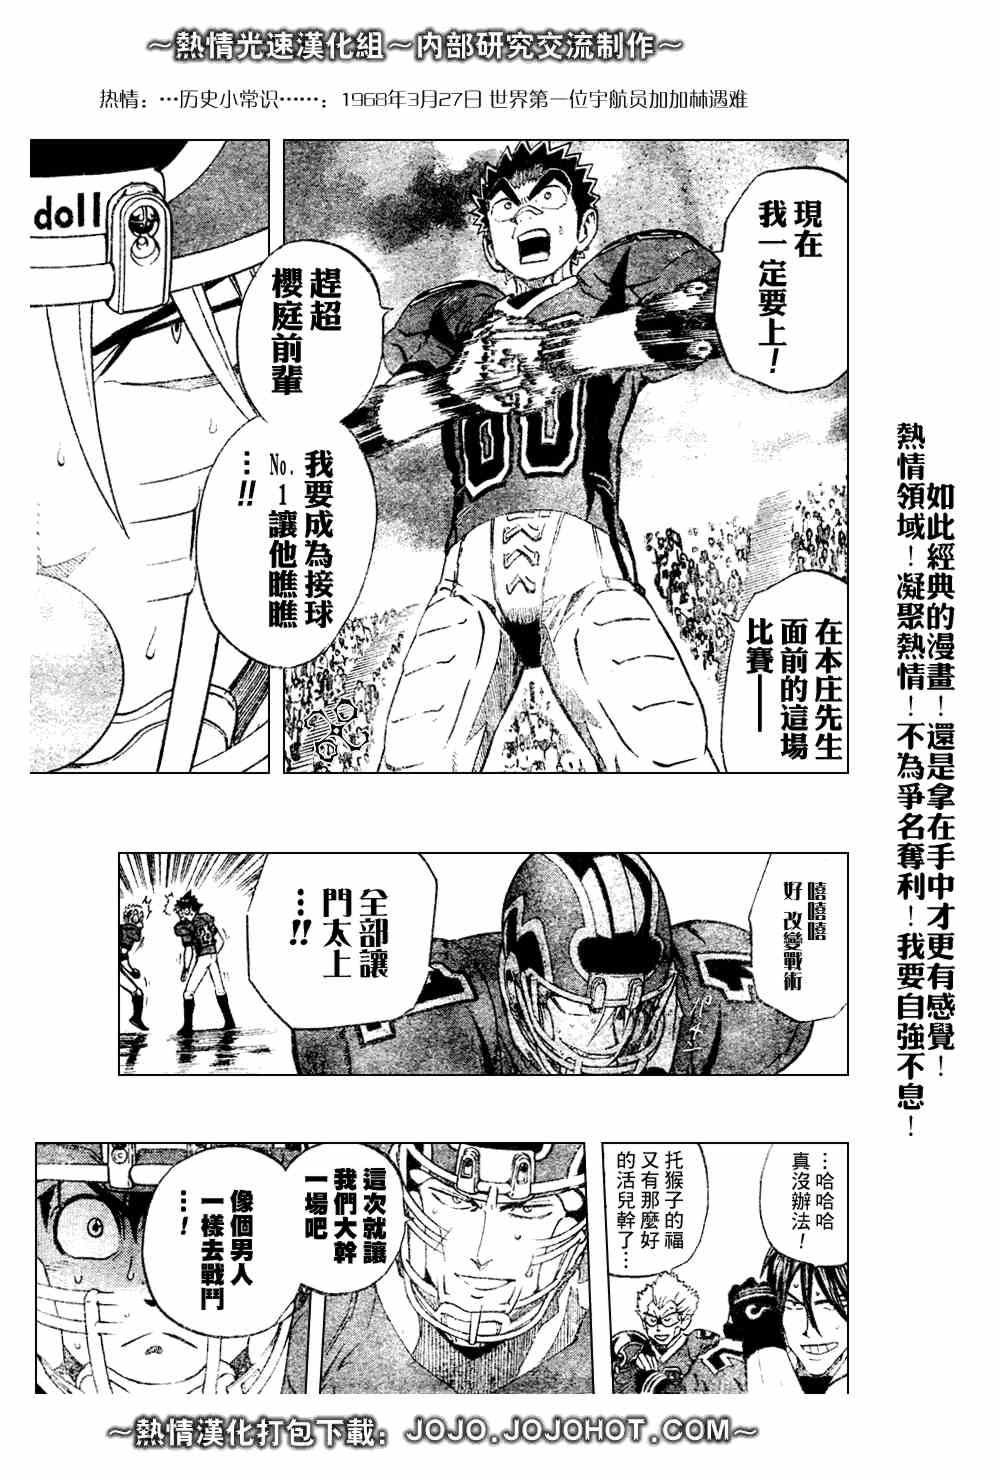 ～熱情光速漢化組～内部研究交流制作～
热情：…历史小常识……：1968年3月27日 世界第一位宇航员加加林遇难
現在
我一定要上！
在本庄先生
面前的這場
比賽——
趕超
櫻庭前輩
我要成為接球
No.1讓他瞧瞧
…!!
doll
80
嘻嘻嘻
好 改變戰術
全部讓
門太上
…!!
…哈哈哈
真沒辦法！
托猴子的福
又有那麼好
的活兒幹了…
這次就讓
我們大幹
一場吧
像個男人
一樣去戰鬥
…！
如此經典的漫畫！還是拿在手中才更有感覺！
熱情領域！凝聚熱情！不為爭名奪利！我要自強不息！
～熱情漢化打包下載：JOJO.JOJOHOT.COM～